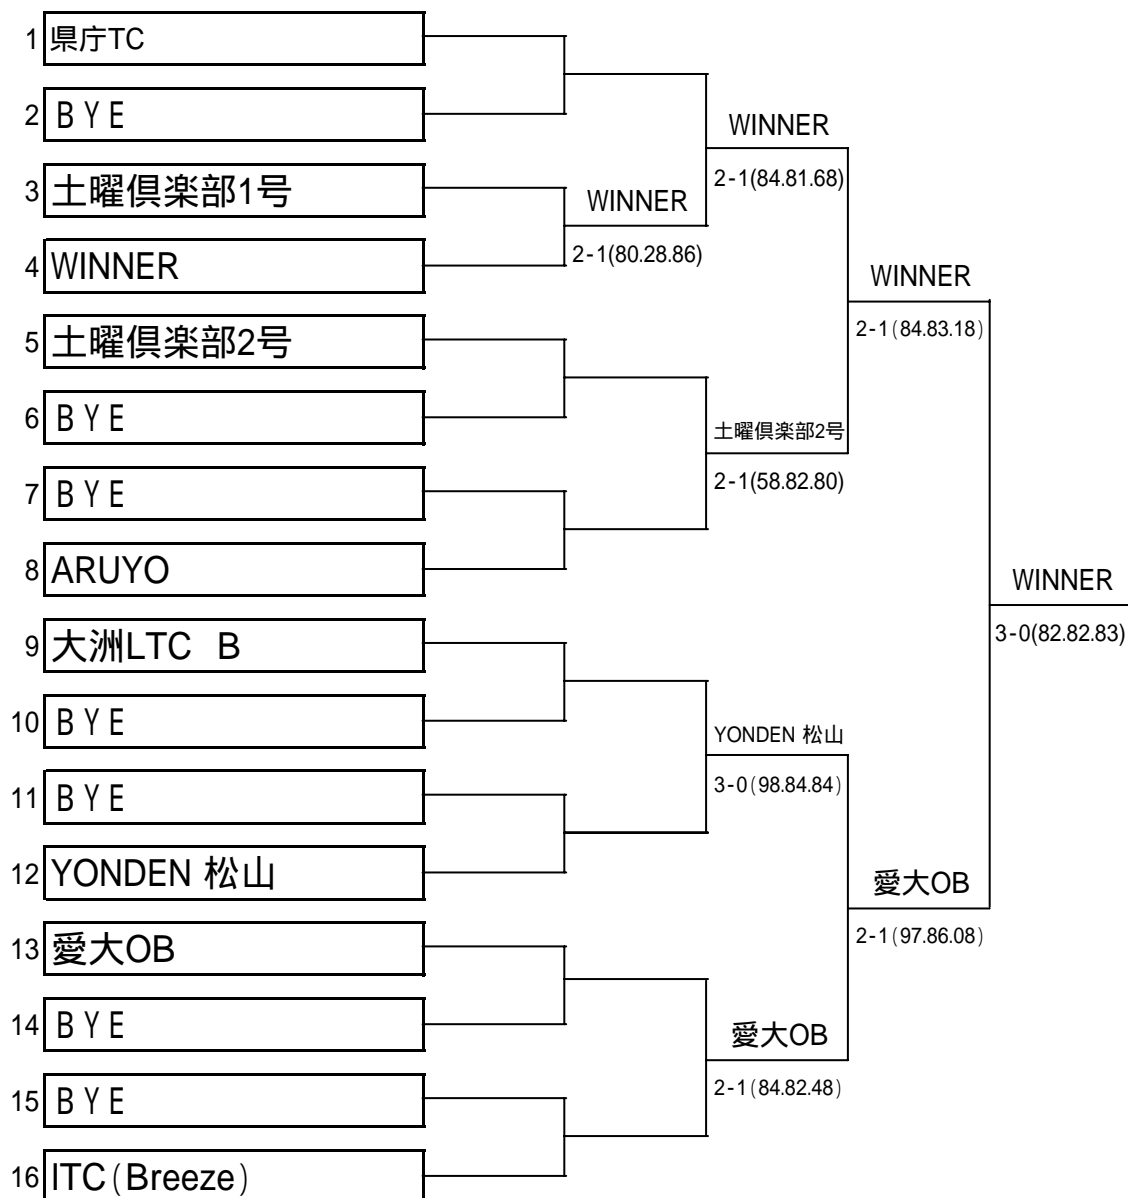 1 県庁TC
2 ＢＹＥ
WINNER
3 土曜倶楽部1号
2-1(84.81.68)
WINNER
4 WINNER
2-1(80.28.86)
WINNER
5 土曜倶楽部2号
2-1(84.83.18)
6 ＢＹＥ
土曜倶楽部2号
7 ＢＹＥ
2-1(58.82.80)
8 ARUYO
WINNER
9 大洲LTC B
3-0(82.82.83)
10 ＢＹＥ
YONDEN 松山
11 ＢＹＥ
3-0(98.84.84)
12 YONDEN 松山
愛大OB
13 愛大OB
2-1(97.86.08)
14 ＢＹＥ
愛大OB
15 ＢＹＥ
2-1(84.82.48)
16 ITC(Breeze)